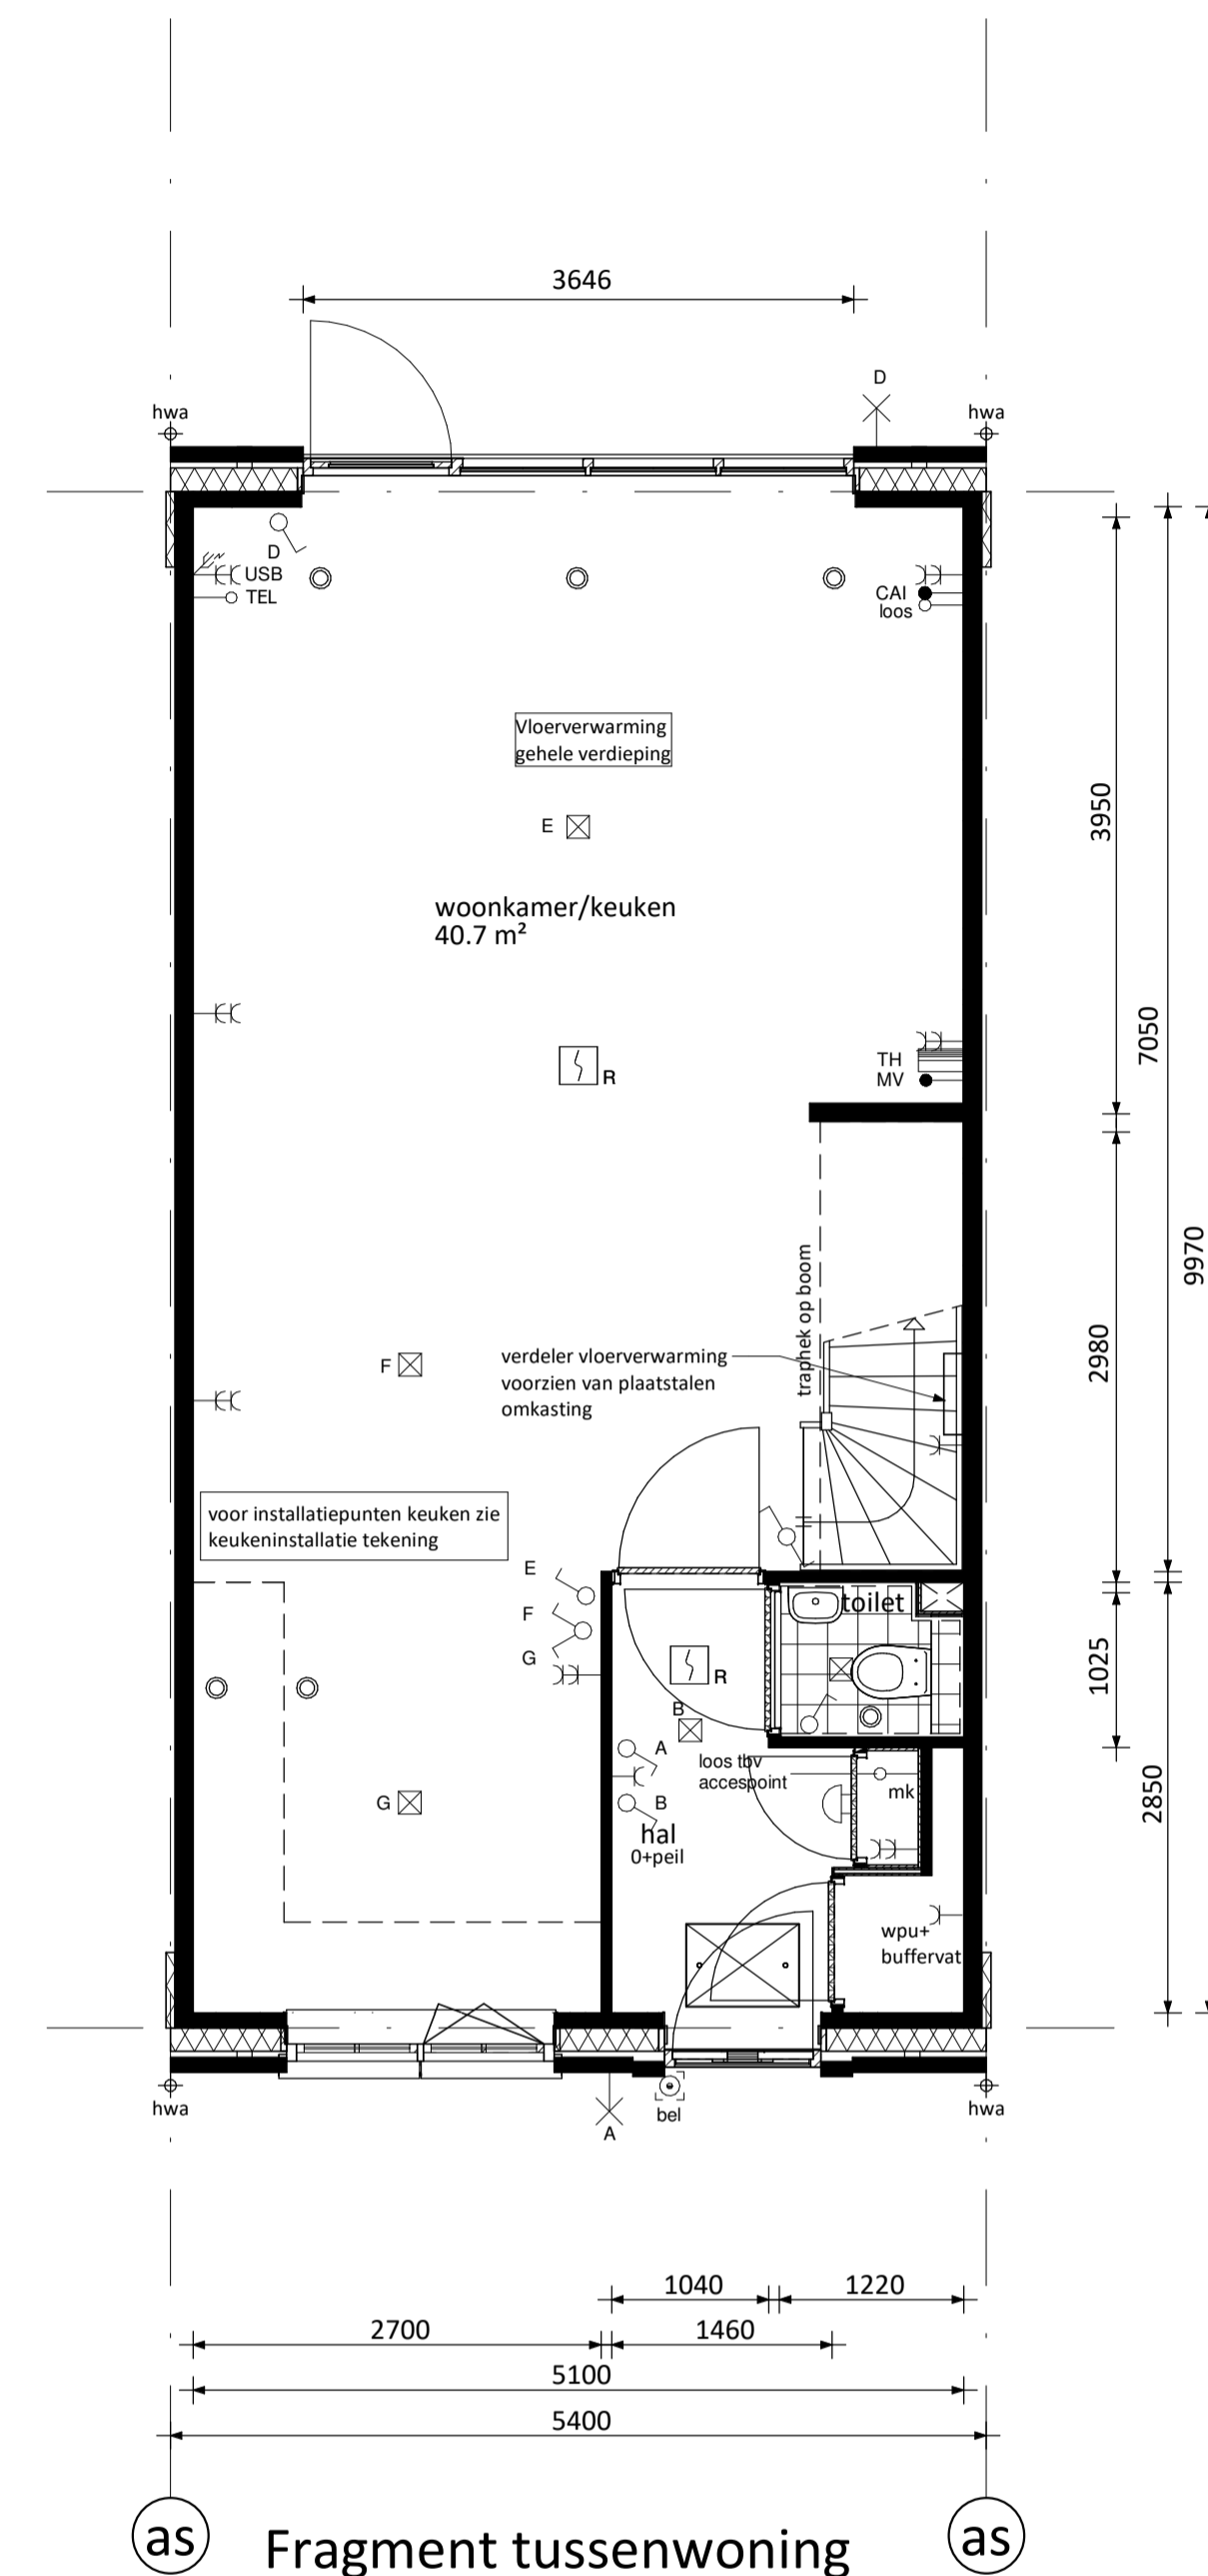 3646
D
hwa
hwa
D
USB
TEL
CAI
loos
Vloerverwarming
gehele verdieping
E
woonkamer/keuken
40.7 m²
3950
7050
R
TH
MV
9970
traphek op boom
2980
F
verdeler vloerverwarming
voorzien van plaatstalen
omkasting
voor installatiepunten keuken zie
keukeninstallatie tekening
E
F
G
toilet
R
1025
B
A
loos tbv
accespoint
mk
B
G
hal
0+peil
2850
wpu+
buffervat
hwa
bel
A
hwa
1040
1220
2700
1460
5100
5400
as
as
Fragment tussenwoning